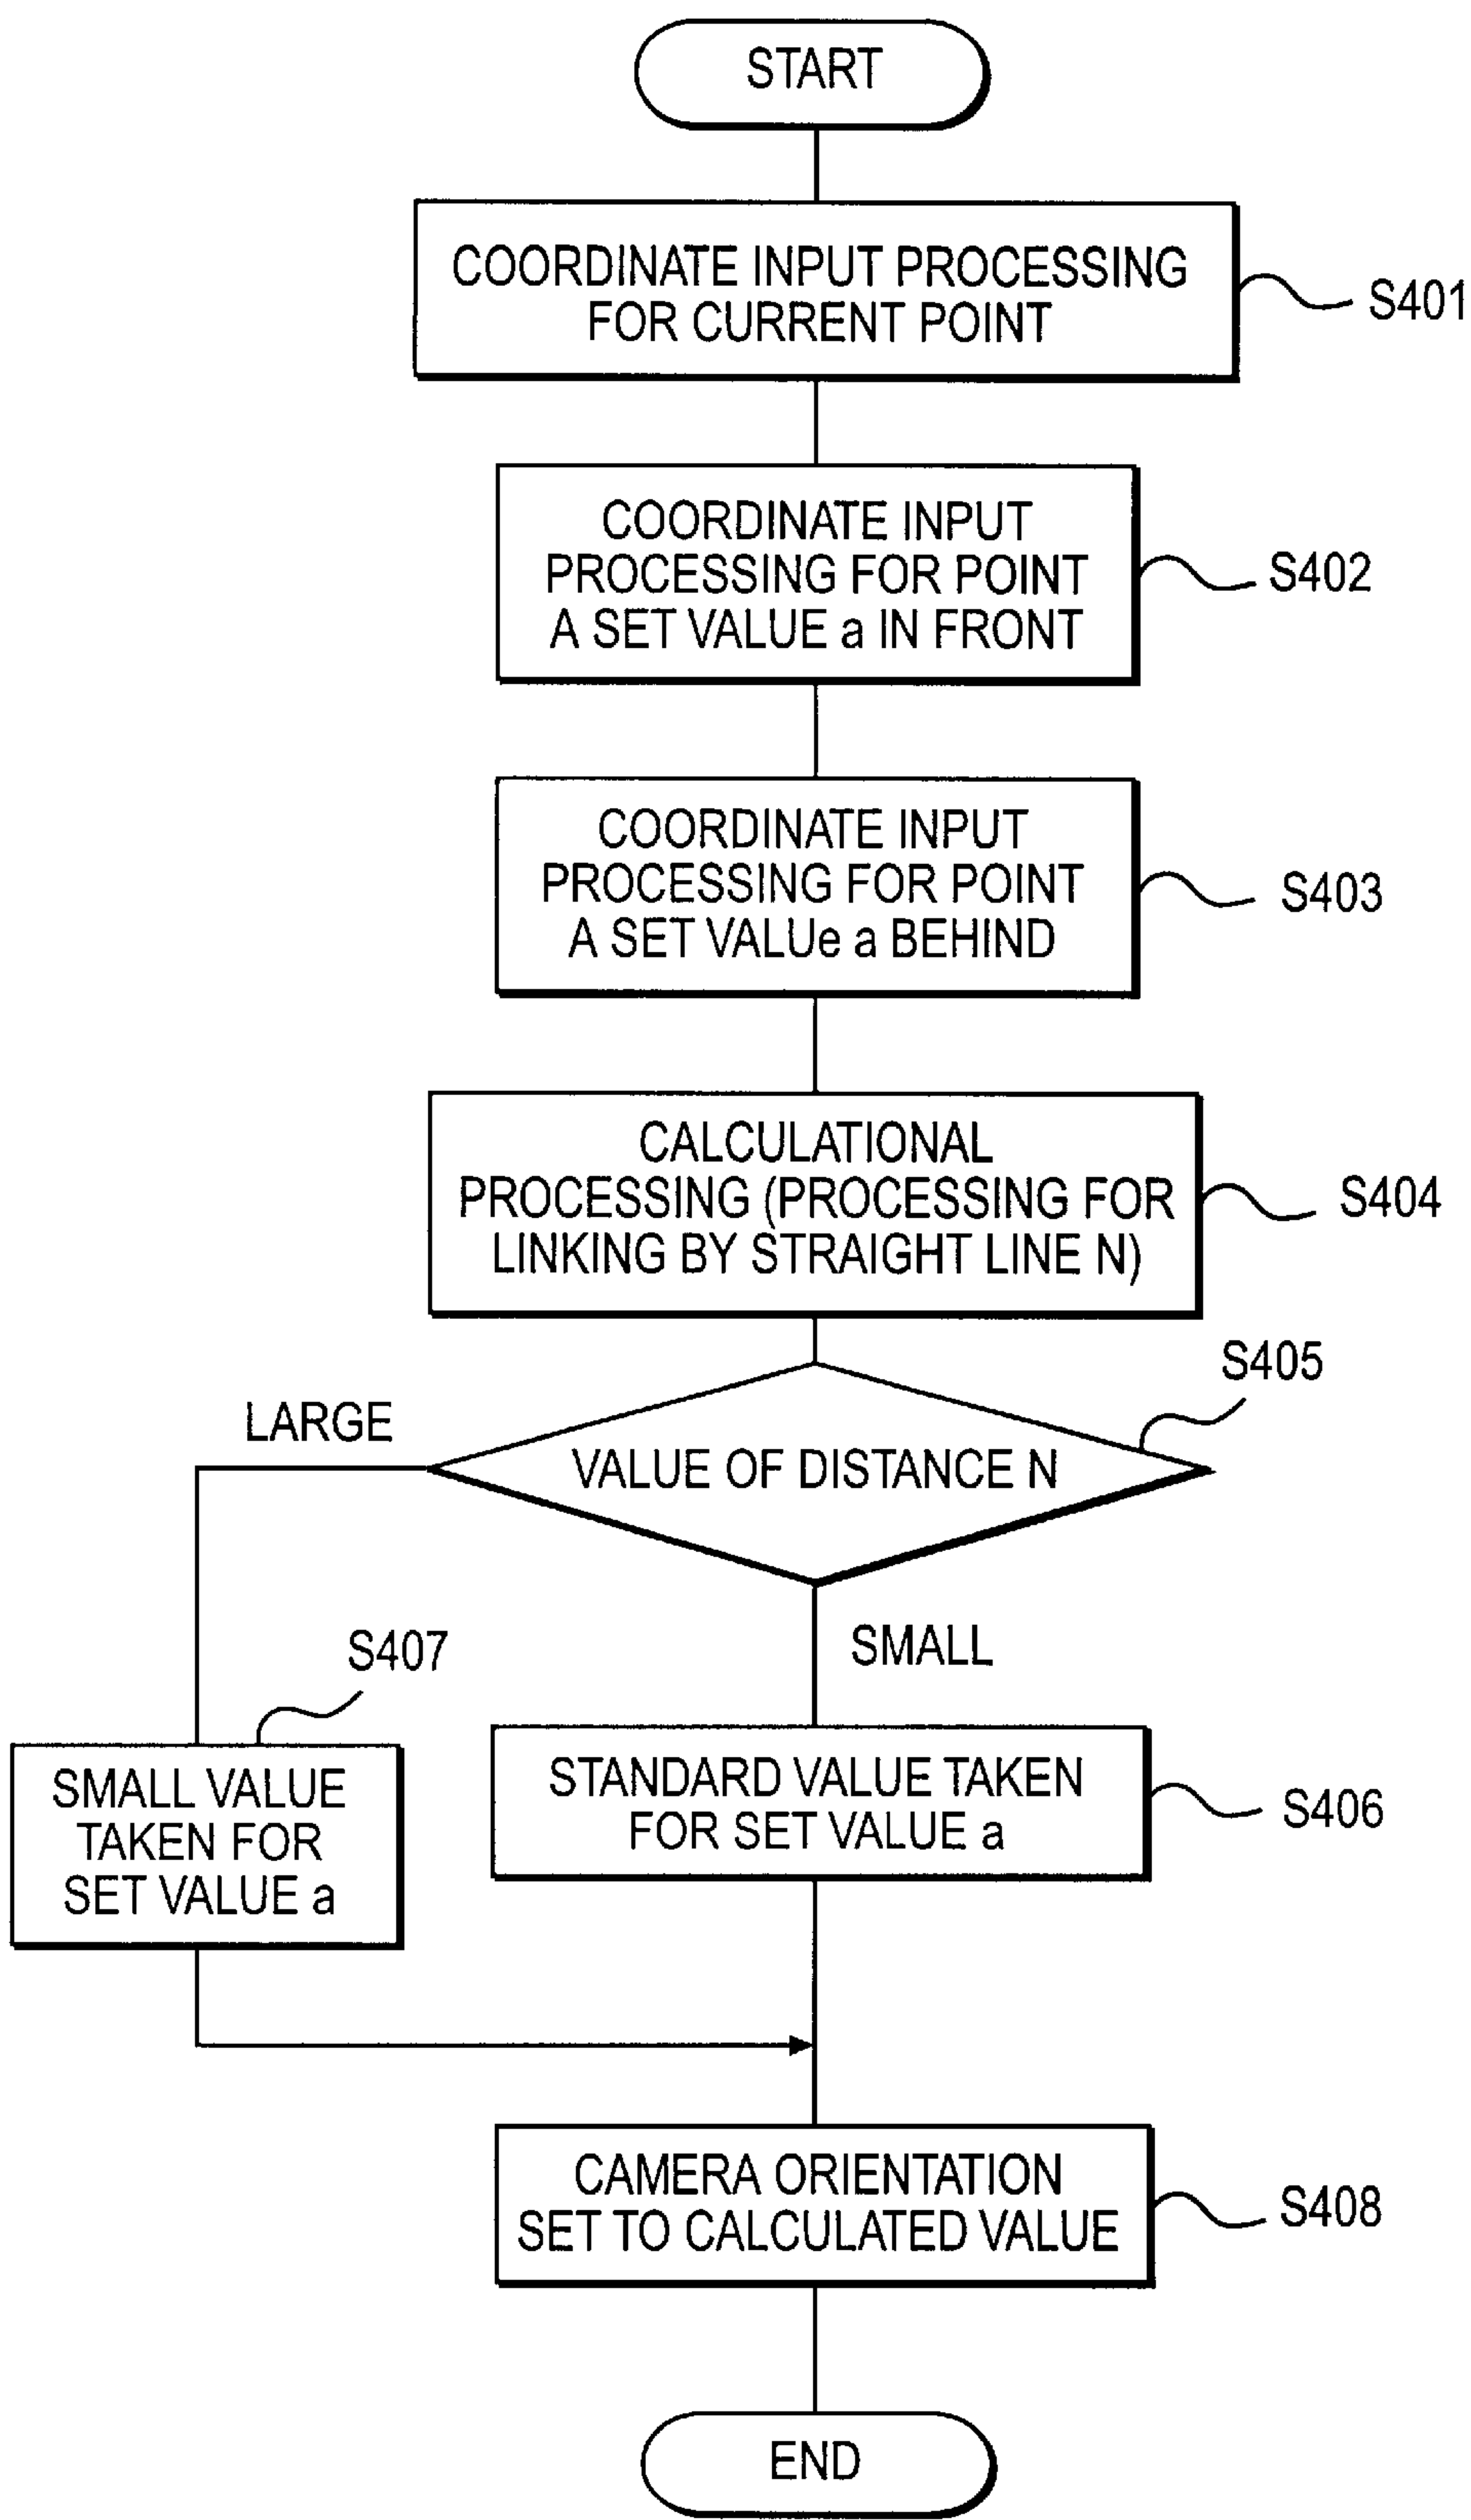 START
COORDINATE INPUT PROCESSING
FOR CURRENT POINT
S401
COORDINATE INPUT
PROCESSING FOR POINT
A SET VALUE a IN FRONT
S402
COORDINATE INPUT
PROCESSING FOR POINT
A SET VALUe a BEHIND
S403
CALCULATIONAL
PROCESSING (PROCESSING FOR
LINKING BY STRAIGHT LINE N)
S404
S405
LARGE
VALUE OF DISTANCE N
SMALL
S407
SMALL VALUE
TAKEN FOR
SET VALUE a
STANDARD VALUE TAKEN
FOR SET VALUE a
S406
CAMERA ORIENTATION
SET TO CALCULATED VALUE
S408
END